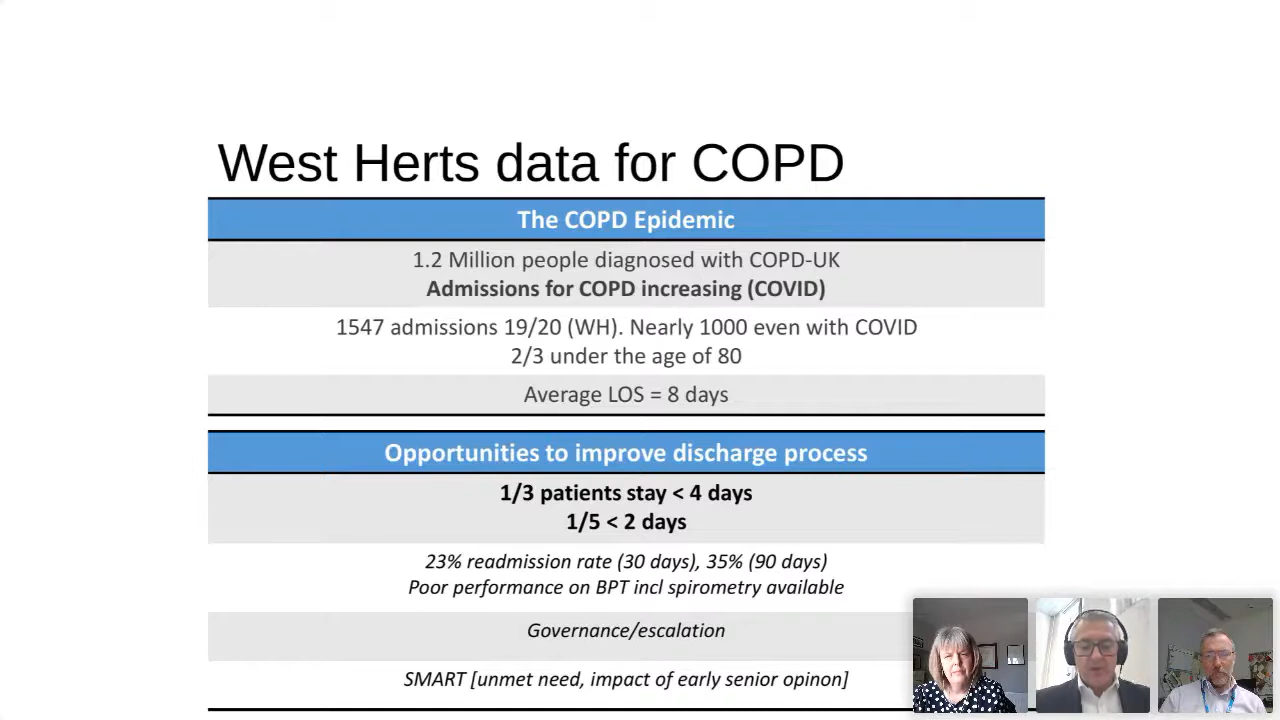 West Herts data for COPD
The COPD Epidemic
1.2 Million people diagnosed with COPD-UK
Admissions for COPD increasing (COVID)
1547 admissions 19/20 (WH). Nearly 1000 even with COVID
2/3 under the age of 80
Average LOS = 8 days
Opportunities to improve discharge process
1/3 patients stay < 4 days
1/5 < 2 days
23% readmission rate (30 days), 35% (90 days)
Poor performance on BPT incl spirometry available
Governance/escalation
SMART [unmet need, impact of early senior opinon]